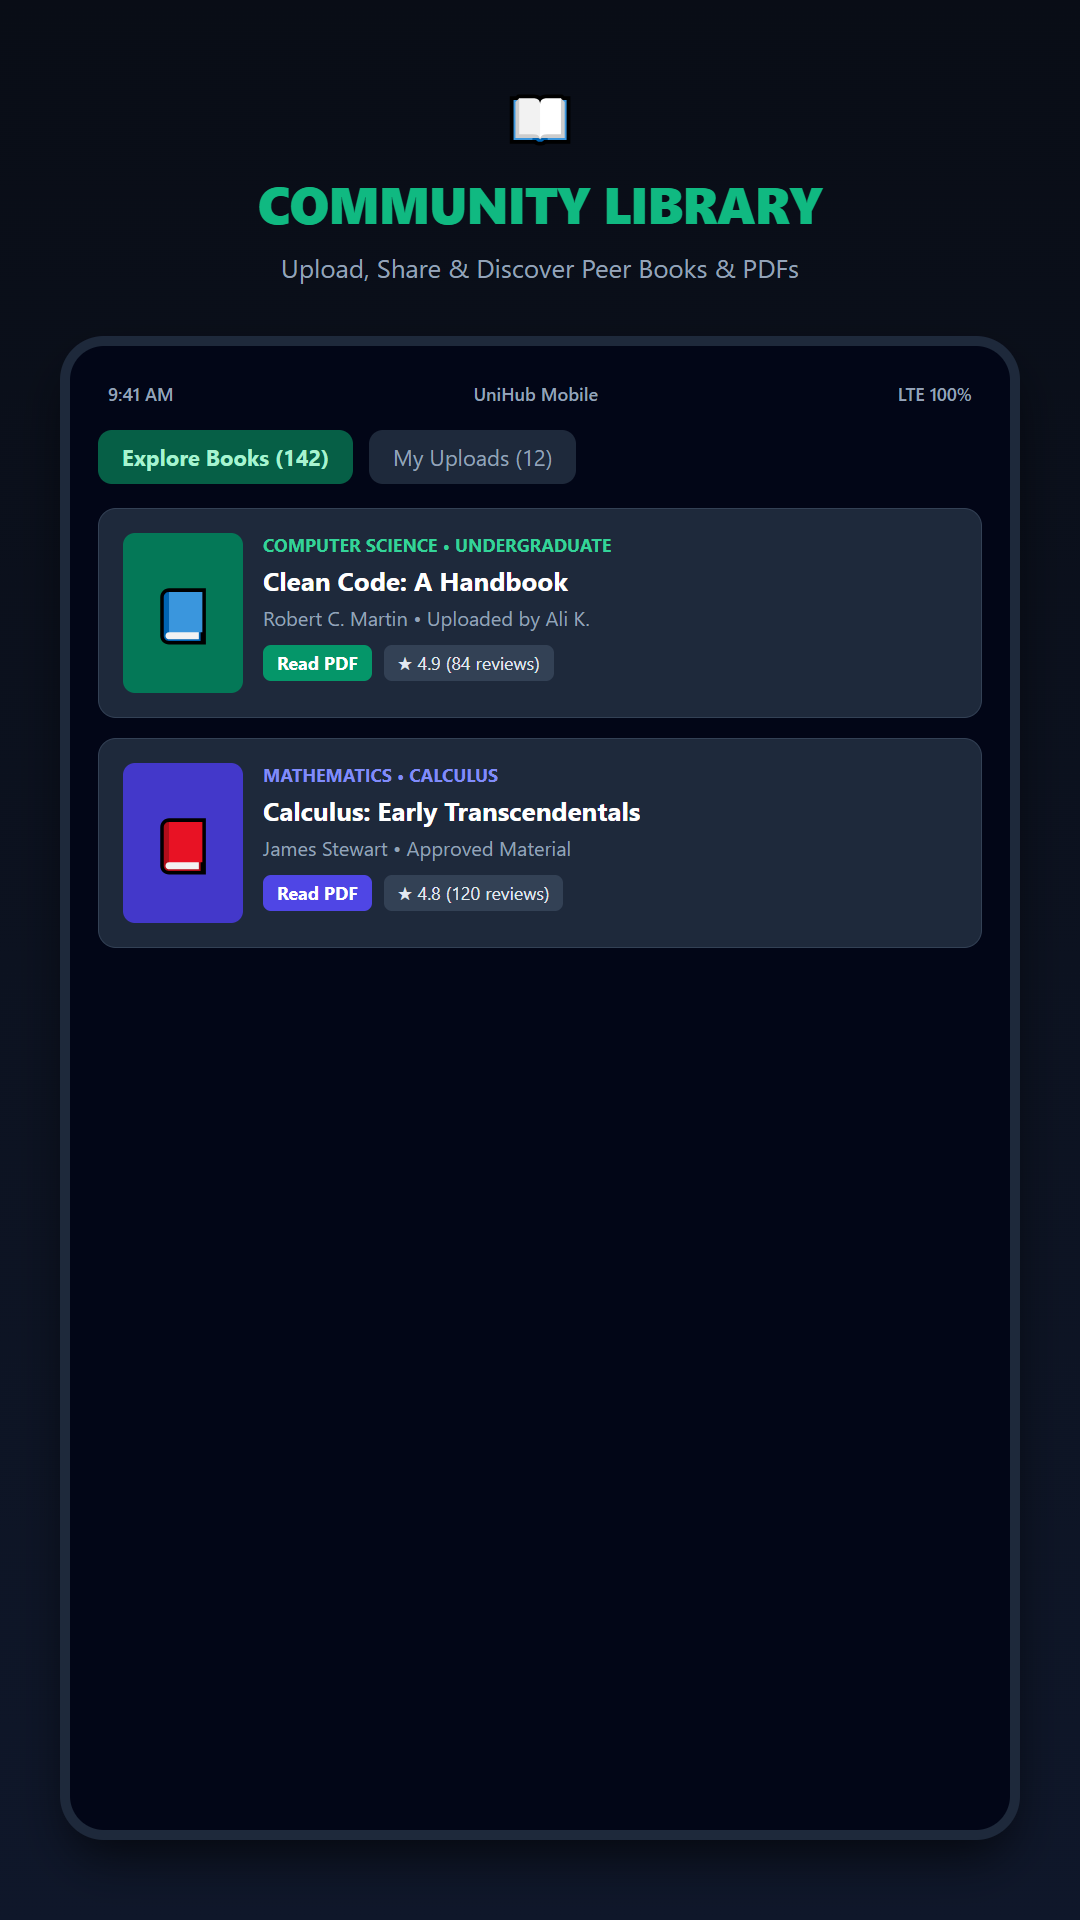 COMMUNITY LIBRARY
Upload, Share & Discover Peer Books & PDFs
9:41 AM UniHub Mobile LTE 100%
Explore Books (142) My Uploads (12)
COMPUTER SCIENCE • UNDERGRADUATE
Clean Code: A Handbook
Robert C. Martin • Uploaded by Ali K.
Read PDF ★ 4.9 (84 reviews)
MATHEMATICS • CALCULUS
Calculus: Early Transcendentals
James Stewart • Approved Material
Read PDF ★ 4.8 (120 reviews)